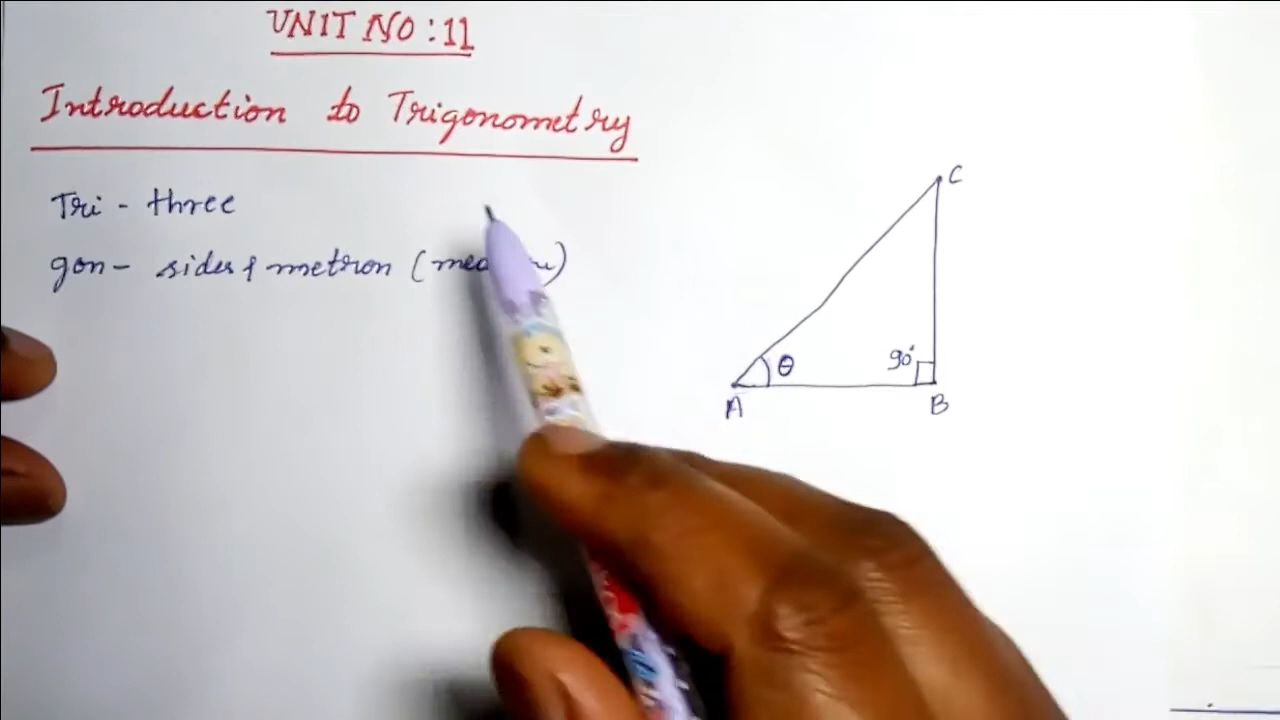 UNIT NO : 11
Introduction to Trigonometry
Tri - three
gon - sides & metron (
C
θ
90°
A
B